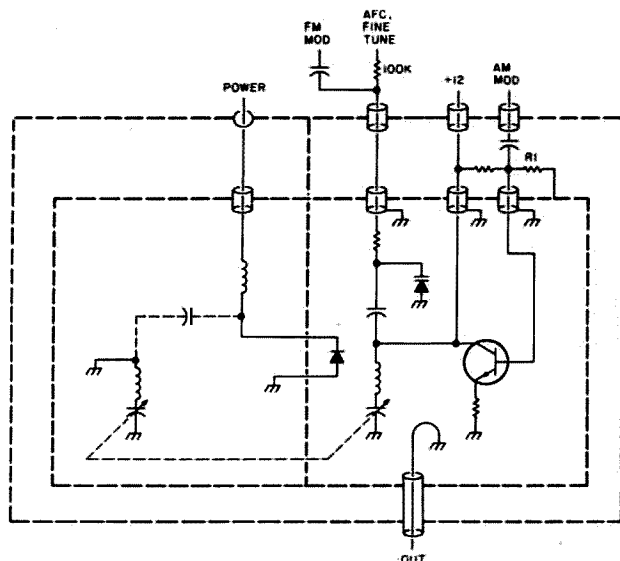 FM
MOD
AFC,
FINE
TUNE
100K
POWER
+12
AM
MOD
R1
OUT